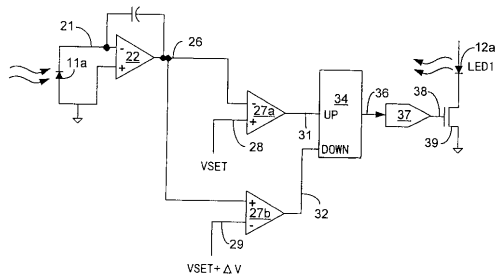 21
11a
-
+
22
26
12a
LED1
-
+
27a
VSET
28
31
34
UP
DOWN
36
37
38
39
+
-
27b
29
32
VSET+ΔV